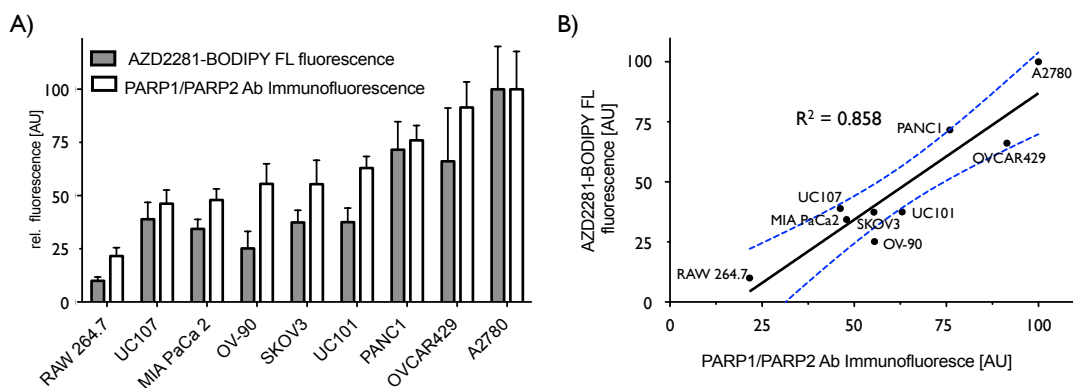 A)
AZD2281-BODIPY FL fluorescence
PARP1/PARP2 Ab Immunofluorescence
rel. fluorescence [AU]
100
75
50
25
0
RAW 264.7
UC107
MIA PaCa 2
OV-90
SKOV3
UC101
PANC1
OVCAR429
A2780
B)
AZD2281-BODIPY FL
fluorescence [AU]
100
75
50
25
0
R² = 0.858
A2780
PANC1
OVCAR429
UC107
MIA PaCa2
SKOV3
UC101
OV-90
RAW 264.7
0
25
50
75
100
PARP1/PARP2 Ab Immunofluoresce [AU]